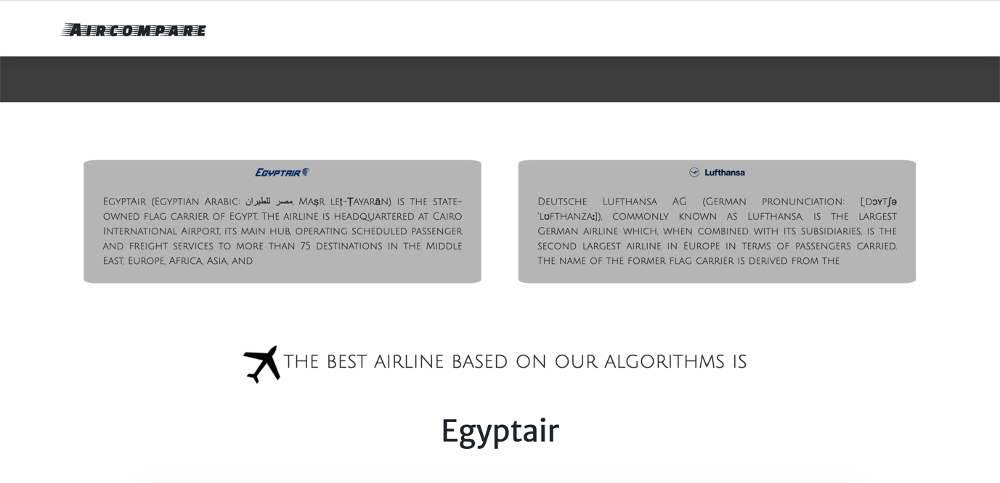 AIRCOMPARE
EGYPTAIR
EgyptAir (Egyptian Arabic: مصر للطيران, Maṣr leṭ-Ṭayarān) is the state-
owned flag carrier of Egypt. The airline is headquartered at Cairo
International Airport, its main hub, operating scheduled passenger
and freight services to more than 75 destinations in the Middle
East, Europe, Africa, Asia, and
Lufthansa
Deutsche Lufthansa AG (German pronunciation: [ˌdɔʏtʃə
ˈlʊfthanzaː]), commonly known as Lufthansa, is the largest
German airline which, when combined with its subsidiaries, is the
second largest airline in Europe in terms of passengers carried.
The name of the former flag carrier is derived from the
THE BEST AIRLINE BASED ON OUR ALGORITHMS IS
Egyptair